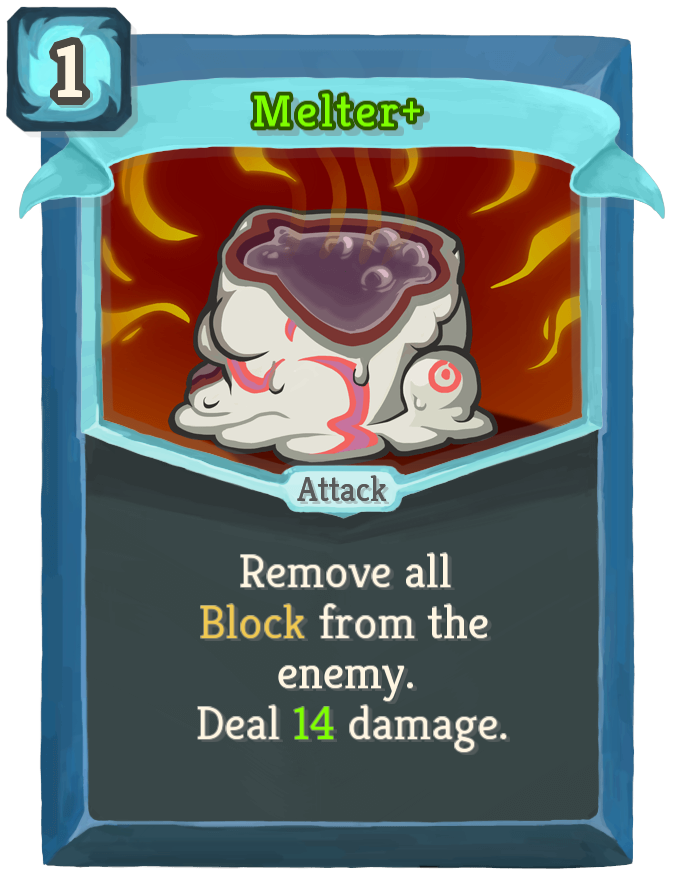 1
Melter+
Attack
Remove all
Block from the
enemy.
Deal 14 damage.